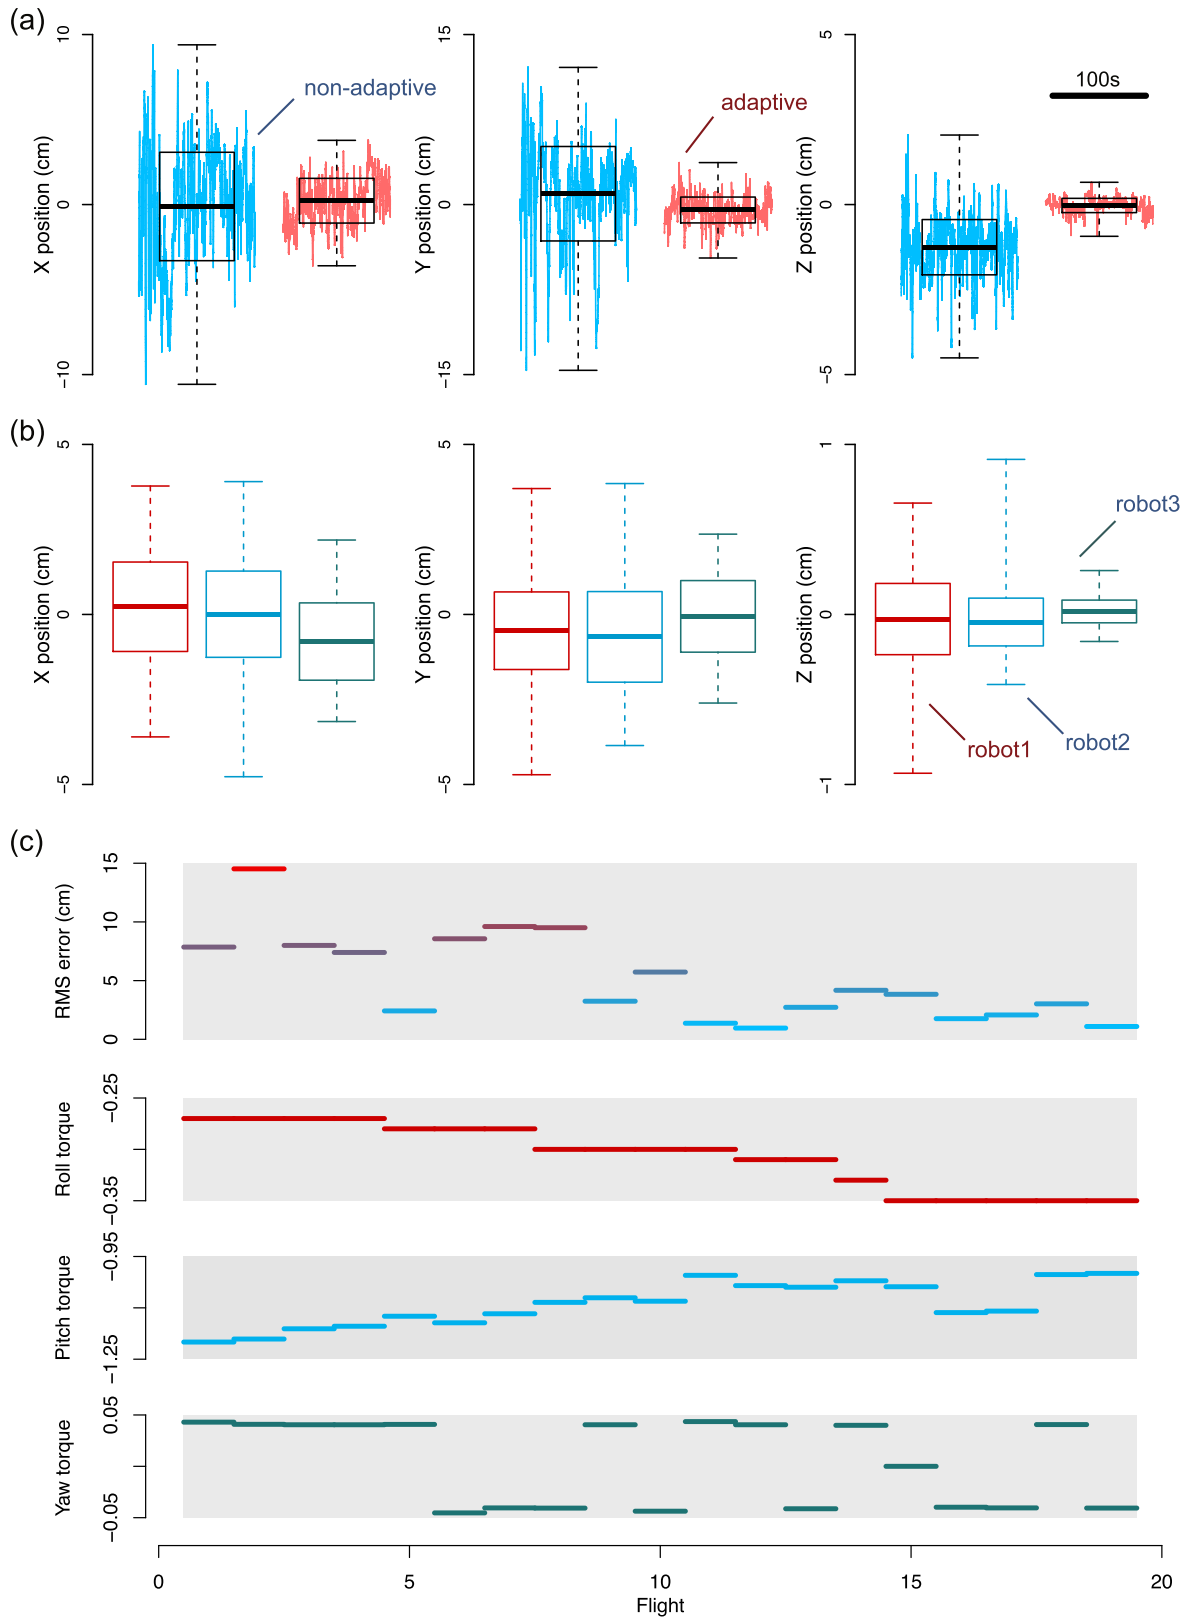 (a)
10
0
−10
X position (cm)
non-adaptive
15
0
−15
Y position (cm)
adaptive
5
0
−5
Z position (cm)
100s
(b)
5
0
−5
X position (cm)
5
0
−5
Y position (cm)
1
0
−1
Z position (cm)
robot3
robot1
robot2
(c)
15
10
5
0
RMS error (cm)
−0.25
−0.35
Roll torque
−0.95
−1.25
Pitch torque
0.05
−0.05
Yaw torque
0 5 10 15 20
Flight